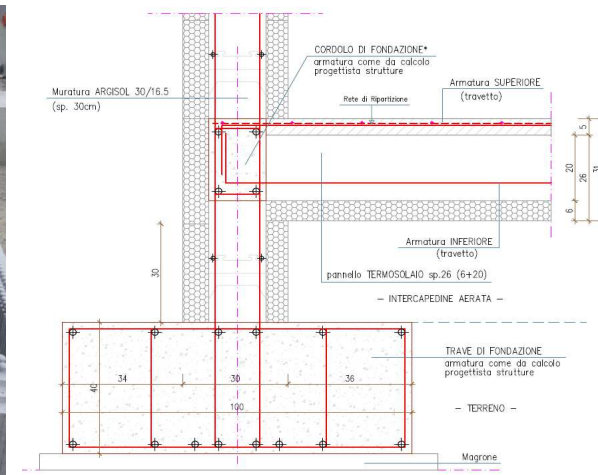 CORDOLO DI FONDAZIONE*
armatura come da calcolo
progettista strutture
Muratura ARGISOL 30/16.5
(sp. 30cm)
Armatura SUPERIORE
(travetto)
Rete di Ripartizione
5
20
26
6
30
Armatura INFERIORE
(travetto)
pannello TERMOSOLAIO sp.26 (6+20)
– INTERCAPEDINE AERATA –
TRAVE DI FONDAZIONE
armatura come da calcolo
progettista strutture
34
30
36
40
100
– TERRENO –
Magrone